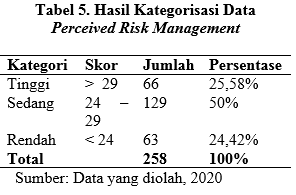 Tabel 5. Hasil Kategorisasi Data
Perceived Risk Management
Kategori Skor Jumlah Persentase
Tinggi > 29 66 25,58%
Sedang 24 – 129 50%
29
Rendah < 24 63 24,42%
Total 258 100%
Sumber: Data yang diolah, 2020